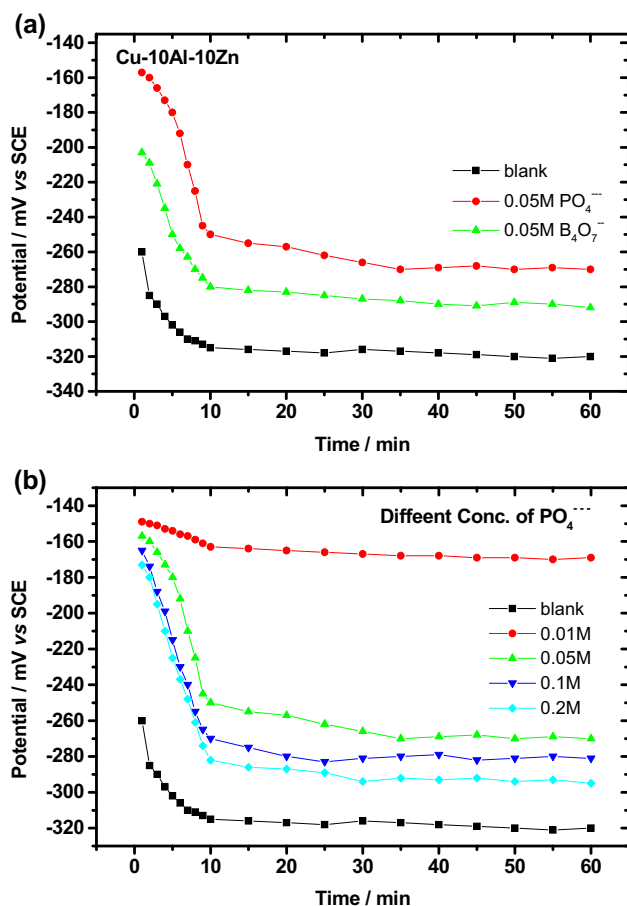 (a)
Cu-10Al-10Zn
-140
-160
-180
-200
-220
-240
-260
-280
-300
-320
-340
Potential / mV vs SCE
blank
0.05M PO₄⁻⁻⁻
0.05M B₄O₇⁻
0 10 20 30 40 50 60
Time / min
(b)
Diffeent Conc. of PO₄⁻⁻⁻
-140
-160
-180
-200
-220
-240
-260
-280
-300
-320
Potential / mV vs SCE
blank
0.01M
0.05M
0.1M
0.2M
0 10 20 30 40 50 60
Time / min